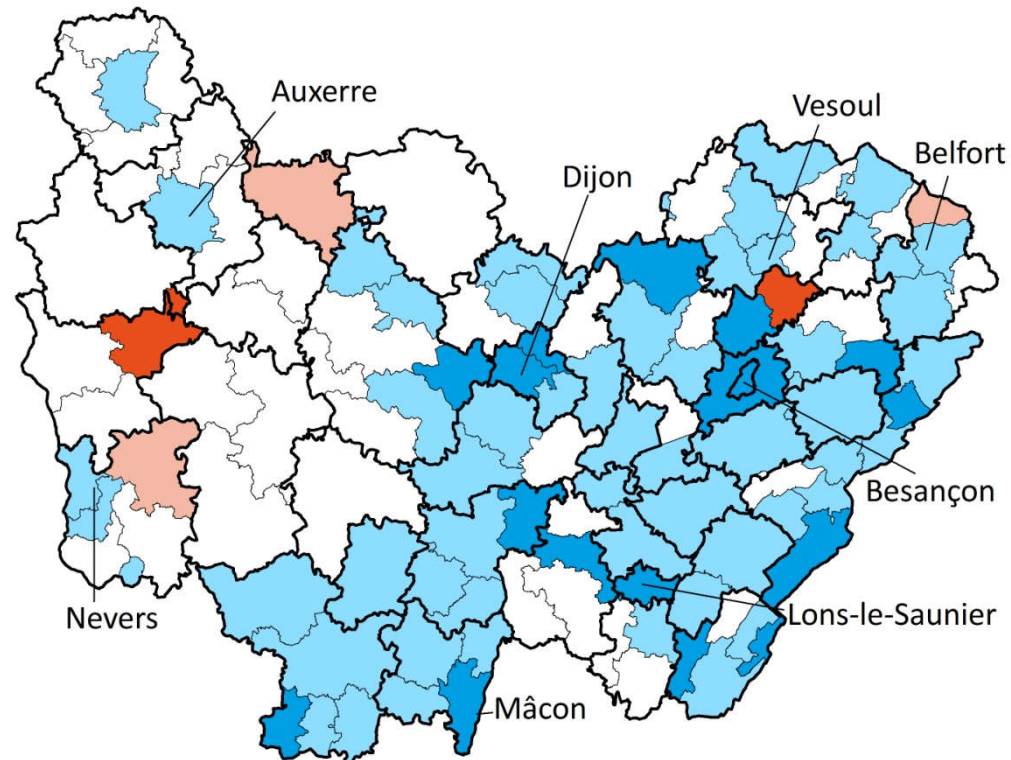 Auxerre
Vesoul
Belfort
Dijon
Besançon
Nevers
Lons-le-Saunier
Mâcon